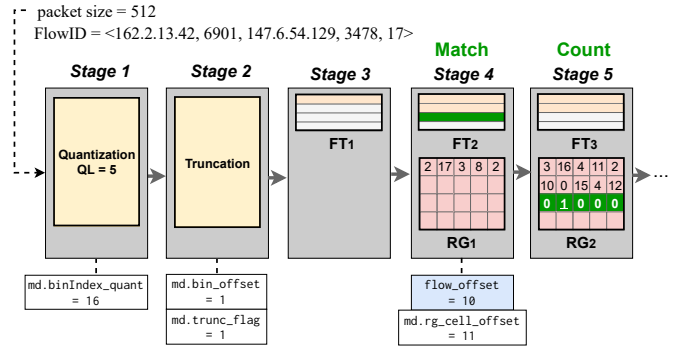 packet size = 512
FlowID = <162.2.13.42, 6901, 147.6.54.129, 3478, 17>
Match
Count
Stage 1
Stage 2
Stage 3
Stage 4
Stage 5
Quantization
QL = 5
Truncation
FT1
FT2
FT3
2 17 3 8 2
3 16 4 11 2
10 0 15 4 12
0 1 0 0 0
RG1
RG2
...
md.binIndex_quant
= 16
md.bin_offset
= 1
md.trunc_flag
= 1
flow_offset
= 10
md.rg_cell_offset
= 11